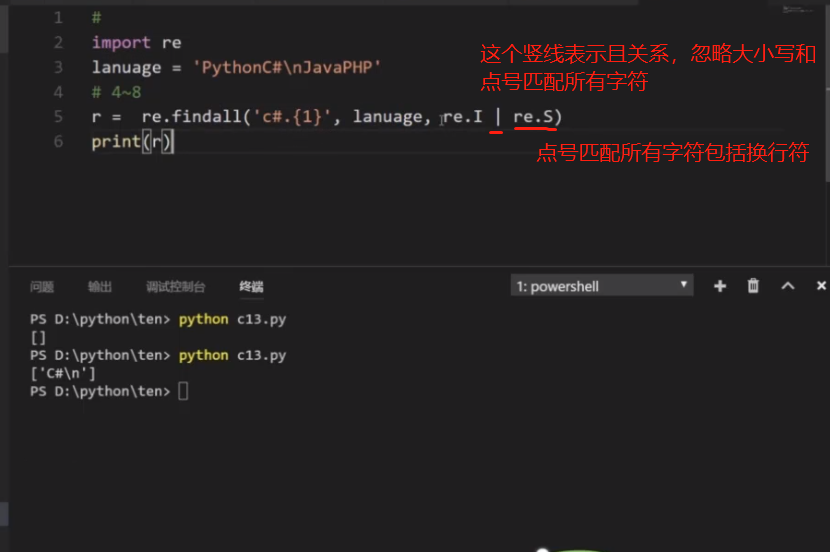 1 #
2 import re
3 lanuage = 'PythonC#\nJavaPHP'
4 # 4~8
5 r =  re.findall('c#.{1}', lanuage, re.I | re.S)
6 print(r)
这个竖线表示且关系，忽略大小写和
点号匹配所有字符
点号匹配所有字符包括换行符
问题 输出 调试控制台 终端 1: powershell
PS D:\python\ten> python c13.py
[]
PS D:\python\ten> python c13.py
['C#\n']
PS D:\python\ten>